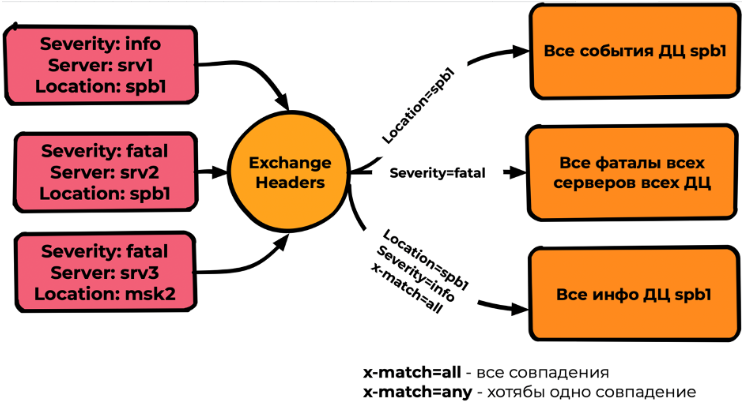 Severity: info
Server: srv1
Location: spb1
Severity: fatal
Server: srv2
Location: spb1
Severity: fatal
Server: srv3
Location: msk2
Exchange
Headers
Location=spb1
Severity=fatal
Location=spb1
Severity=info
x-match=all
Все события ДЦ spb1
Все фаталы всех
серверов всех ДЦ
Все инфо ДЦ spb1
x-match=all - все совпадения
x-match=any - хотябы одно совпадение